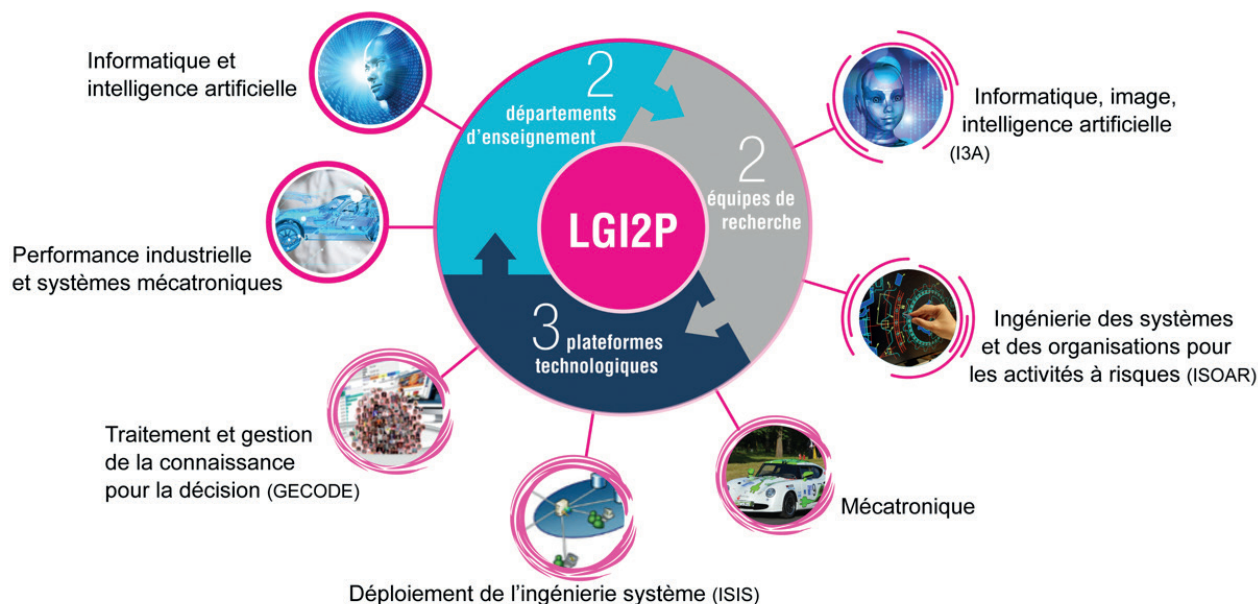 Informatique et
intelligence artificielle
2
départements
d'enseignement
Informatique, image,
intelligence artificielle
(I3A)
2
équipes de
recherche
LGI2P
Performance industrielle
et systèmes mécatroniques
3 plateformes
technologiques
Ingénierie des systèmes
et des organisations pour
les activités à risques (ISOAR)
Traitement et gestion
de la connaissance
pour la décision (GECODE)
Mécatronique
Déploiement de l'ingénierie système (ISIS)